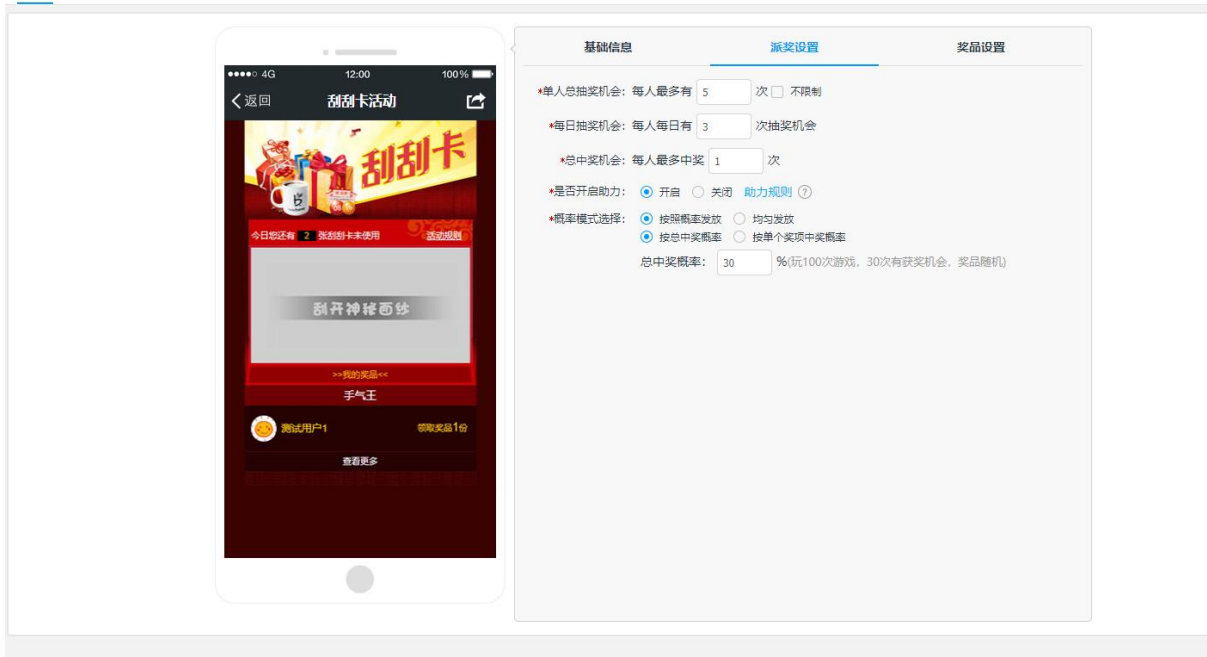 基础信息 派奖设置 奖品设置
4G 12:00 100%
返回 刮刮卡活动
刮刮卡
今日您还有 2 张刮刮卡未使用 活动规则
刮开神秘面纱
>>我的奖品<<
手气王
测试用户1 领取奖品1份
查看更多
*单人总抽奖机会: 每人最多有 5 次 不限制
*每日抽奖机会: 每人每日有 3 次抽奖机会
*总中奖机会: 每人最多中奖 1 次
*是否开启助力: 开启 关闭 助力规则 ?
*概率模式选择: 按照概率发放 均匀发放
按总中奖概率 按单个奖项中奖概率
总中奖概率: 30 %(玩100次游戏, 30次有获奖机会, 奖品随机)